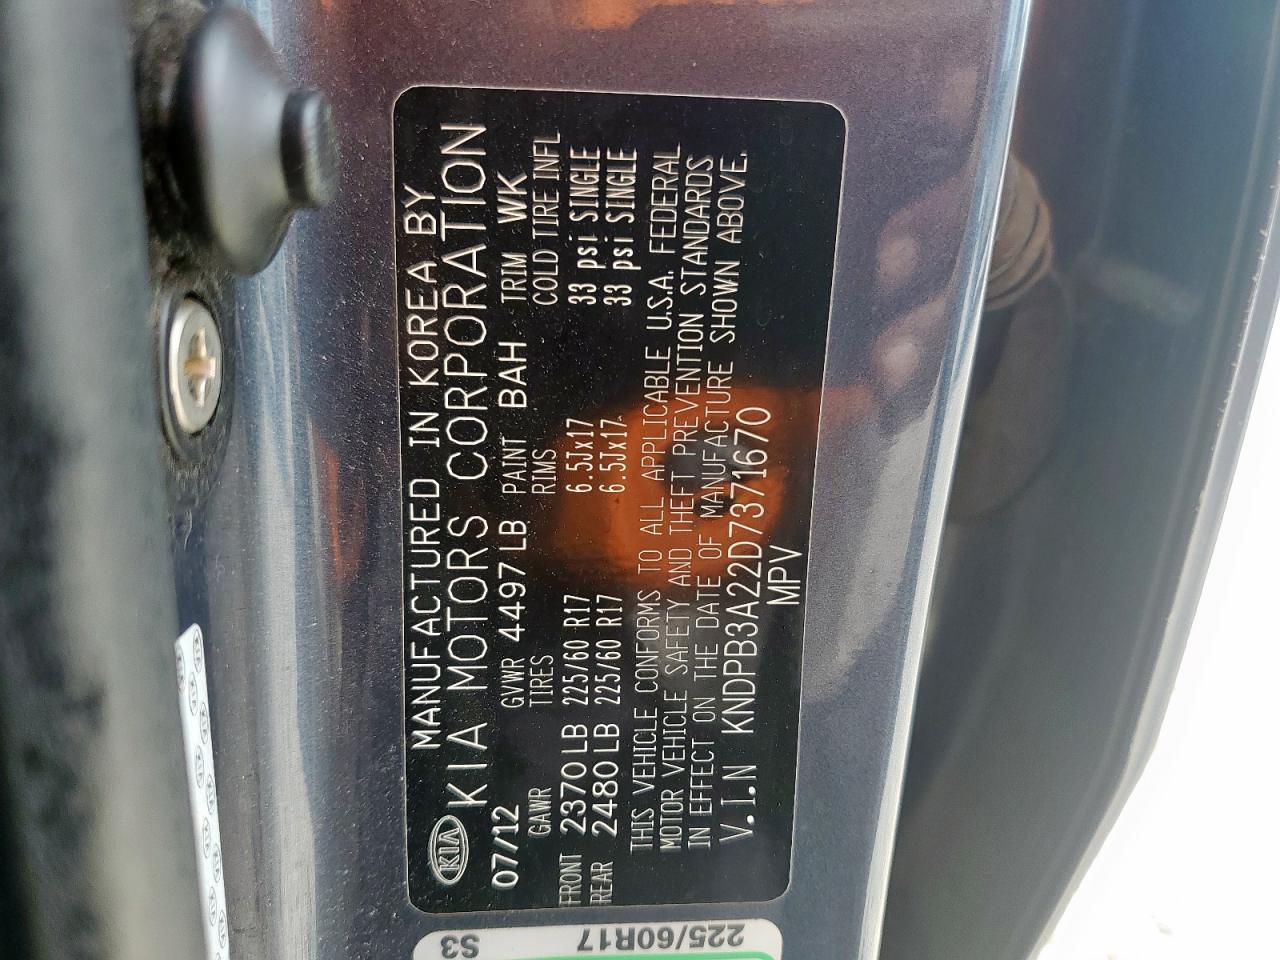 MANUFACTURED IN KOREA BY
KIA KIA MOTORS CORPORATION
07/12 GVWR 4497 LB PAINT BAH TRIM WK
GAWR TIRES RIMS COLD TIRE INFL
FRONT 2370 LB 225/60 R17 6.5Jx17 33 psi SINGLE
REAR 2480 LB 225/60 R17 6.5Jx17 33 psi SINGLE
THIS VEHICLE CONFORMS TO ALL APPLICABLE U.S.A. FEDERAL
MOTOR VEHICLE SAFETY AND THEFT PREVENTION STANDARDS
IN EFFECT ON THE DATE OF MANUFACTURE SHOWN ABOVE.
V.I.N KNDPB3A22D7371670
MPV
225/60R17
S3